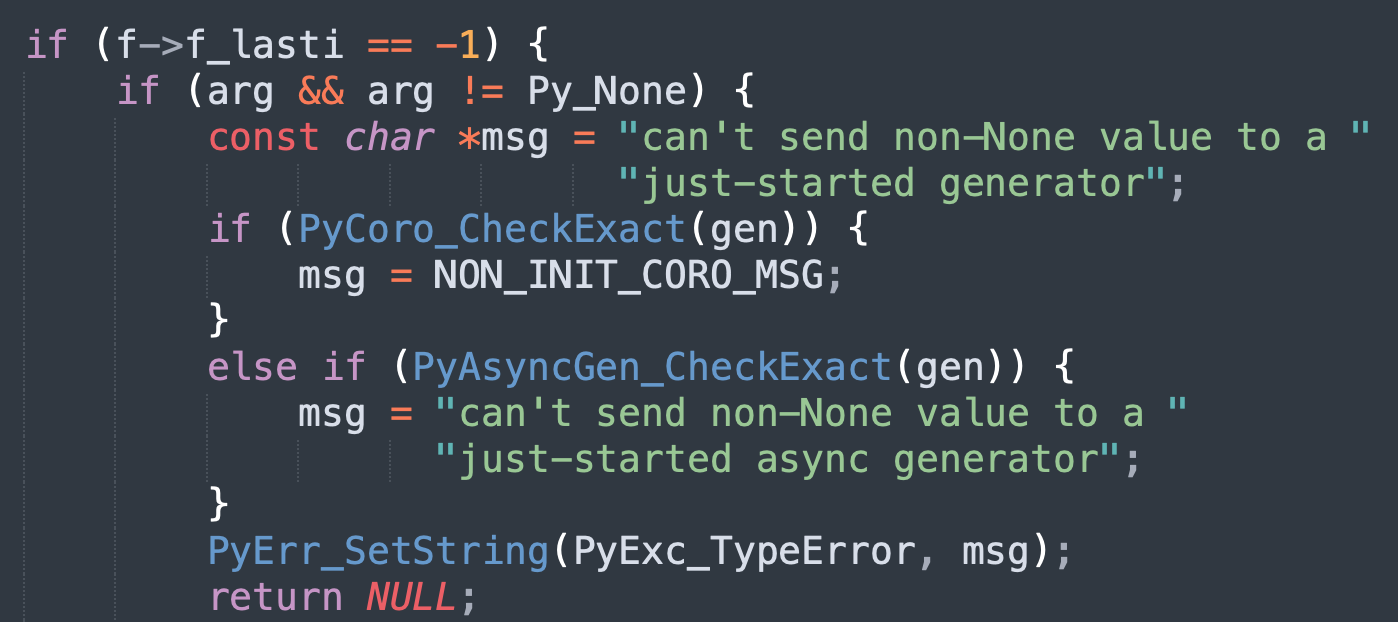 if (f->f_lasti == -1) {
    if (arg && arg != Py_None) {
        const char *msg = "can't send non-None value to a "
                          "just-started generator";
        if (PyCoro_CheckExact(gen)) {
            msg = NON_INIT_CORO_MSG;
        }
        else if (PyAsyncGen_CheckExact(gen)) {
            msg = "can't send non-None value to a "
                  "just-started async generator";
        }
        PyErr_SetString(PyExc_TypeError, msg);
        return NULL;